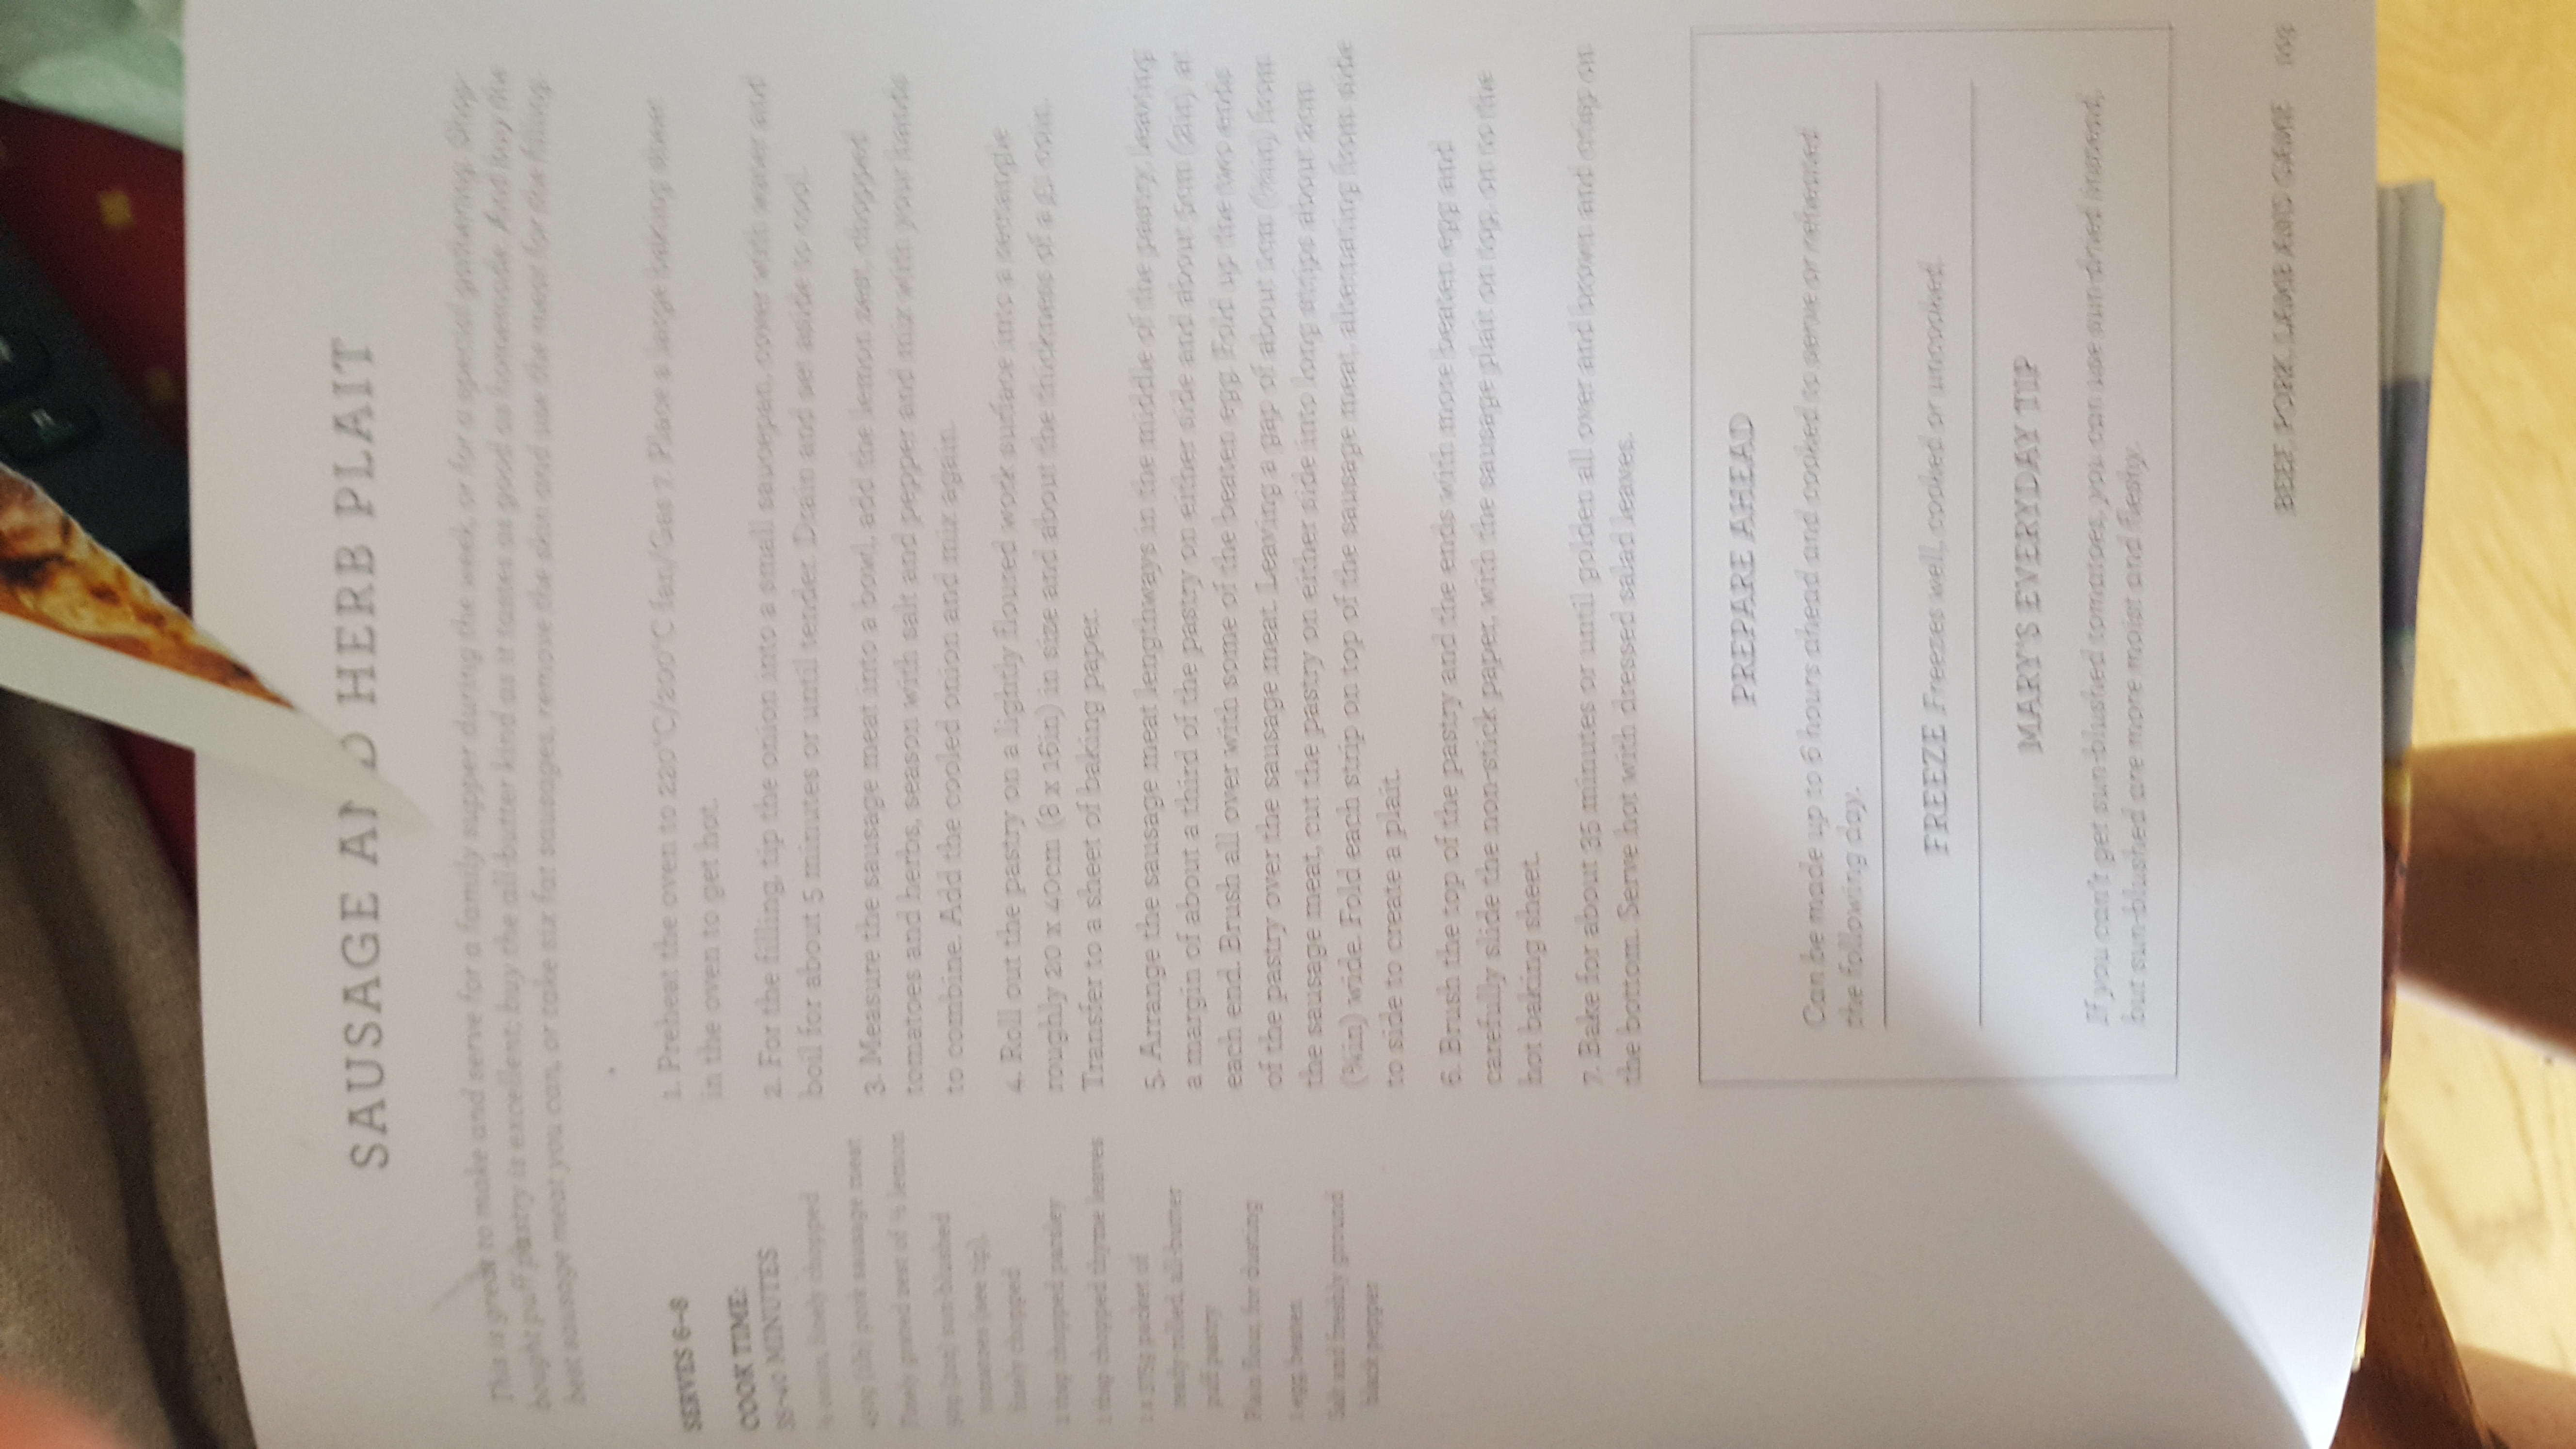 SAUSAGE AND HERB PLAIT
This is great to make and serve for a family supper during the week, or for a special gathering. Shop-
bought puff pastry is excellent; buy the all-butter kind as it tastes as good as homemade. And buy the
best sausage meat you can, or take six fat sausages, remove the skin and use the meat for the filling.
SERVES 6–8
COOK TIME:
35–40 MINUTES
½ onion, finely chopped
450g (1lb) pork sausage meat
Finely grated zest of ½ lemon
50g (2oz) sun-blushed
tomatoes (see tip),
finely chopped
chopped parsley
chopped thyme leaves
1 x 375g packet of
ready-rolled, all-butter
puff pastry
Plain flour, for dusting
1 egg, beaten
Salt and freshly ground
black pepper
1. Preheat the oven to 220°C/200°C fan/Gas 7. Place a large baking sheet
in the oven to get hot.
2. For the filling, tip the onion into a small saucepan, cover with water and
boil for about 5 minutes or until tender. Drain and set aside to cool.
3. Measure the sausage meat into a bowl, add the lemon zest, chopped
tomatoes and herbs, season with salt and pepper and mix with your hands
to combine. Add the cooled onion and mix again.
4. Roll out the pastry on a lightly floured work surface into a rectangle
roughly 20 x 40cm (8 x 16in) in size and about the thickness of a £1 coin.
Transfer to a sheet of baking paper.
5. Arrange the sausage meat lengthways in the middle of the pastry, leaving
a margin of about a third of the pastry on either side and about 5cm (2in) at
each end. Brush all over with some of the beaten egg. Fold up the two ends
of the pastry over the sausage meat. Leaving a gap of about 1cm (½in) from
the sausage meat, cut the pastry on either side into long strips about 2cm
(¾in) wide. Fold each strip on top of the sausage meat, alternating from side
to side to create a plait.
6. Brush the top of the pastry and the ends with more beaten egg and
carefully slide the non-stick paper, with the sausage plait on top, on to the
hot baking sheet.
7. Bake for about 35 minutes or until golden all over and brown and crisp on
the bottom. Serve hot with dressed salad leaves.
PREPARE AHEAD
Can be made up to 6 hours ahead and cooked to serve or reheated
the following day.
FREEZE Freezes well, cooked or uncooked.
MARY'S EVERYDAY TIP
If you can't get sun-blushed tomatoes, you can use sun-dried instead,
but sun-blushed are more moist and fleshy.
BEEF, PORK, LAMB AND GAME